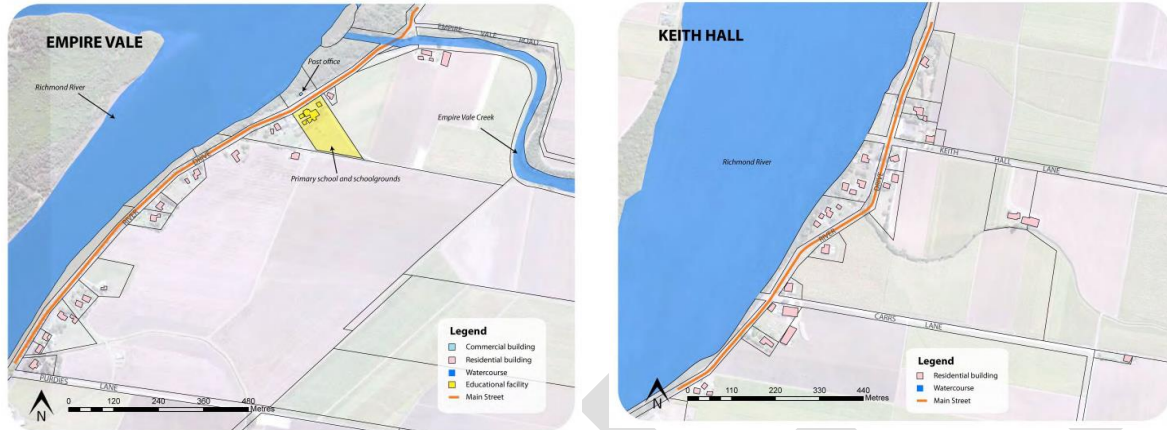 EMPIRE VALE
EMPIRE VALE ROAD
Post office
Richmond River
Empire Vale Creek
Primary school and schoolgrounds
RIVER DRIVE
PURDIES LANE
Legend
Commercial building
Residential building
Watercourse
Educational facility
Main Street
N
0 120 240 360 480
Metres
KEITH HALL
Richmond River
KEITH HALL LANE
RIVER DRIVE
CARRS LANE
Legend
Residential building
Watercourse
Main Street
N
0 110 220 330 440
Metres